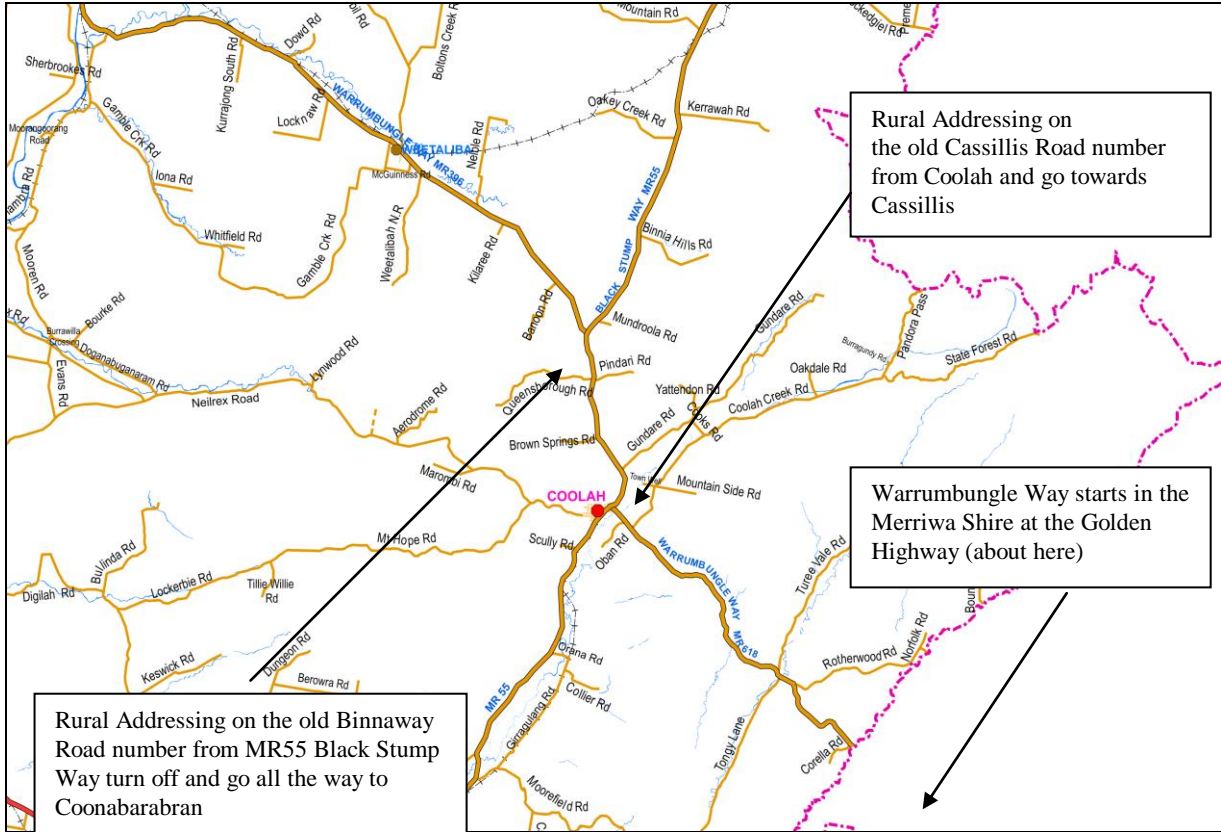 Mountain Rd
Dowd Rd
Boltons Creek Rd
Sherbrookes Rd
Kurrajong South Rd
Rural Addressing on
the old Cassillis Road number
from Coolah and go towards
Cassillis
Oakey Creek Rd
Kerrawah Rd
Gamble Crk Rd
WARRUMBUNGLE WAY MR396
Moorangoorang
Road
WEETALIBA
Neible Rd
McGuinness Rd
Iona Rd
BLACK STUMP WAY MR55
Whitfield Rd
Gamble Crk Rd
Weetalibah N.R
Kilaree Rd
Binnia Hills Rd
Mooren Rd
Bourke Rd
Banoon Rd
Mundroola Rd
Gundare Rd
Pandora Pass
State Forest Rd
Burrawilla
Crossing
Burragundy Rd
Doganabuganaram Rd
Evans Rd
Lynwood Rd
Pindari Rd
Oakdale Rd
Queensborough Rd
Yattendon Rd
Neilrex Road
Coolah Creek Rd
Aerodrome Rd
Cooks Rd
Gundare Rd
Brown Springs Rd
Marombi Rd
Town Well
Mountain Side Rd
COOLAH
Warrumbungle Way starts in the
Merriwa Shire at the Golden
Highway (about here)
Mt Hope Rd
Scully Rd
Oban Rd
WARRUMBUNGLE WAY MR618
Bulinda Rd
Turee Vale Rd
Digilah Rd
Lockerbie Rd
Tillie Willie
Rd
Norfolk Rd
Rotherwood Rd
Keswick Rd
Dungeon Rd
Orana Rd
Berowra Rd
Collier Rd
MR 55
Girragulang Rd
Tongy Lane
Corella Rd
Rural Addressing on the old Binnaway
Road number from MR55 Black Stump
Way turn off and go all the way to
Coonabarabran
Moorefield Rd